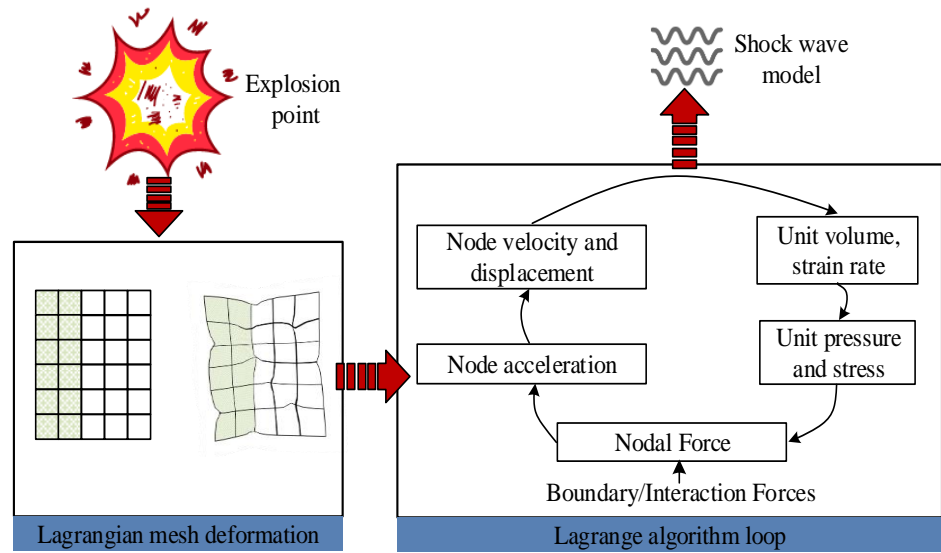 Explosion
point
Shock wave
model
Node velocity and
displacement
Unit volume,
strain rate
Node acceleration
Unit pressure
and stress
Nodal Force
Boundary/Interaction Forces
Lagrangian mesh deformation
Lagrange algorithm loop